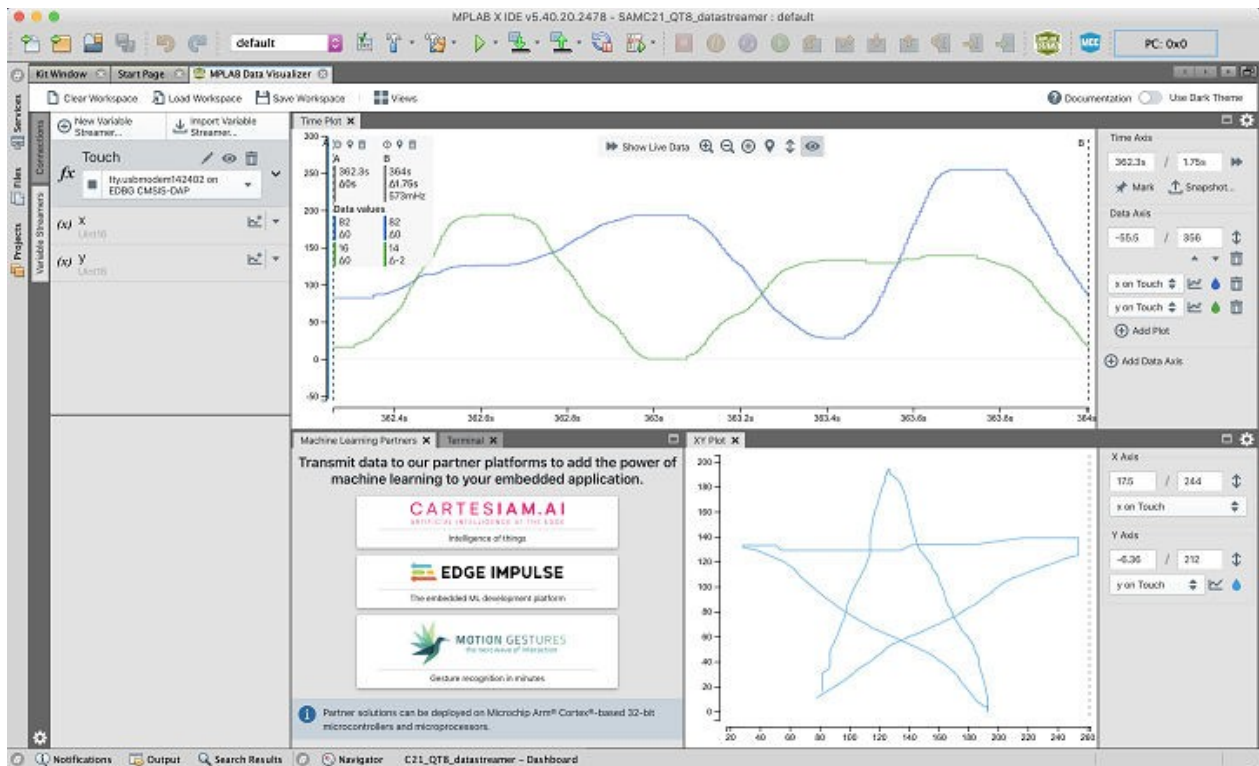 MPLAB X IDE v5.40.20.2478 - SAMC21_QT8_datastreamer : default
default
PC: 0x0
Kit Window
Start Page
MPLAB Data Visualizer
Clear Workspace
Load Workspace
Save Workspace
Views
Documentation
Use Dark Theme
Services
Files
Projects
Connections
Variable Streamers
New Variable Streamer...
Import Variable Streamer...
fx
Touch
tty.usbmodem142402 on
EDBG CMSIS-DAP
(x) x
Uint16
(x) y
Uint16
Time Plot
Show Live Data
A
B
362.3s
364s
Δ0s
Δ1.75s
573mHz
Data values
82
82
Δ0
Δ0
16
14
Δ0
Δ-2
300
250
200
150
100
50
0
-50
362.4s 362.6s 362.8s 363s 363.2s 363.4s 363.6s 363.8s 364s
Time Axis
362.3s / 1.75s
Mark
Snapshot...
Data Axis
-55.5 / 356
x on Touch
y on Touch
Add Plot
Add Data Axis
Machine Learning Partners
Terminal
Transmit data to our partner platforms to add the power of
machine learning to your embedded application.
CARTESIAM.AI
ARTIFICIAL INTELLIGENCE AT THE EDGE
Intelligence of things
EDGE IMPULSE
The embedded ML development platform
MOTION GESTURES
the next wave of interaction
Gesture recognition in minutes
Partner solutions can be deployed on Microchip Arm® Cortex®-based 32-bit
microcontrollers and microprocessors.
XY Plot
200
180
160
140
120
100
80
60
40
20
0
20 40 60 80 100 120 140 160 180 200 220 240 260
X Axis
17.5 / 244
x on Touch
Y Axis
-6.36 / 212
y on Touch
Notifications
Output
Search Results
Navigator
C21_QT8_datastreamer - Dashboard